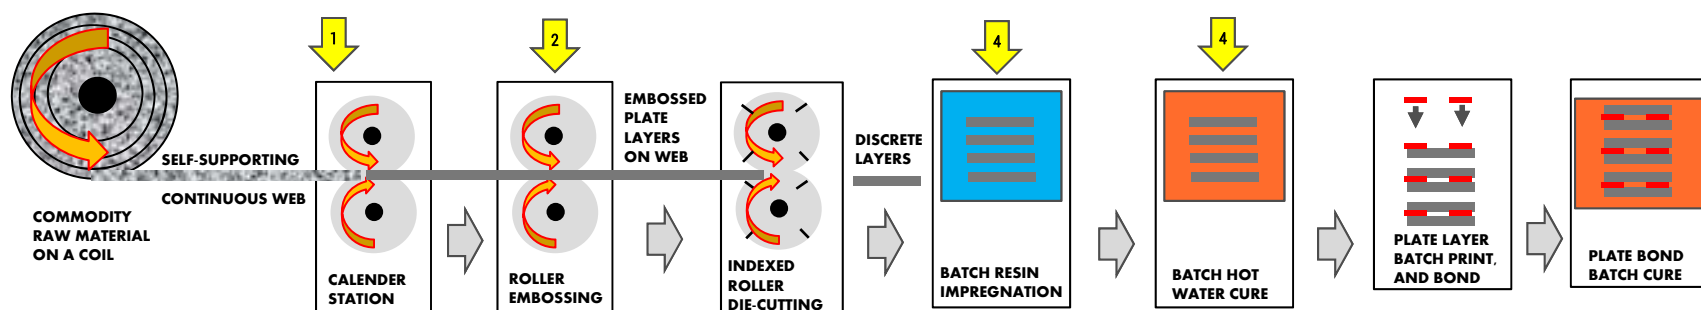 1
2
4
4
SELF-SUPPORTING
CONTINUOUS WEB
COMMODITY
RAW MATERIAL
ON A COIL
CALENDER
STATION
ROLLER
EMBOSSING
EMBOSSED
PLATE
LAYERS
ON WEB
INDEXED
ROLLER
DIE-CUTTING
DISCRETE
LAYERS
BATCH RESIN
IMPREGNATION
BATCH HOT
WATER CURE
PLATE LAYER
BATCH PRINT,
AND BOND
PLATE BOND
BATCH CURE